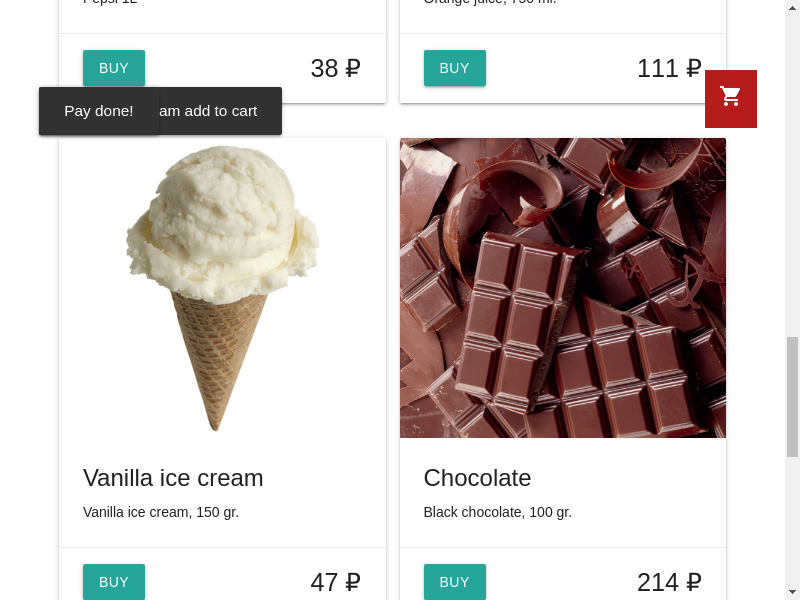 Pepsi 1L
Orange juice, 750 ml.
BUY
38 ₽
BUY
111 ₽
Pay done!
am add to cart
Vanilla ice cream
Vanilla ice cream, 150 gr.
BUY
47 ₽
Chocolate
Black chocolate, 100 gr.
BUY
214 ₽